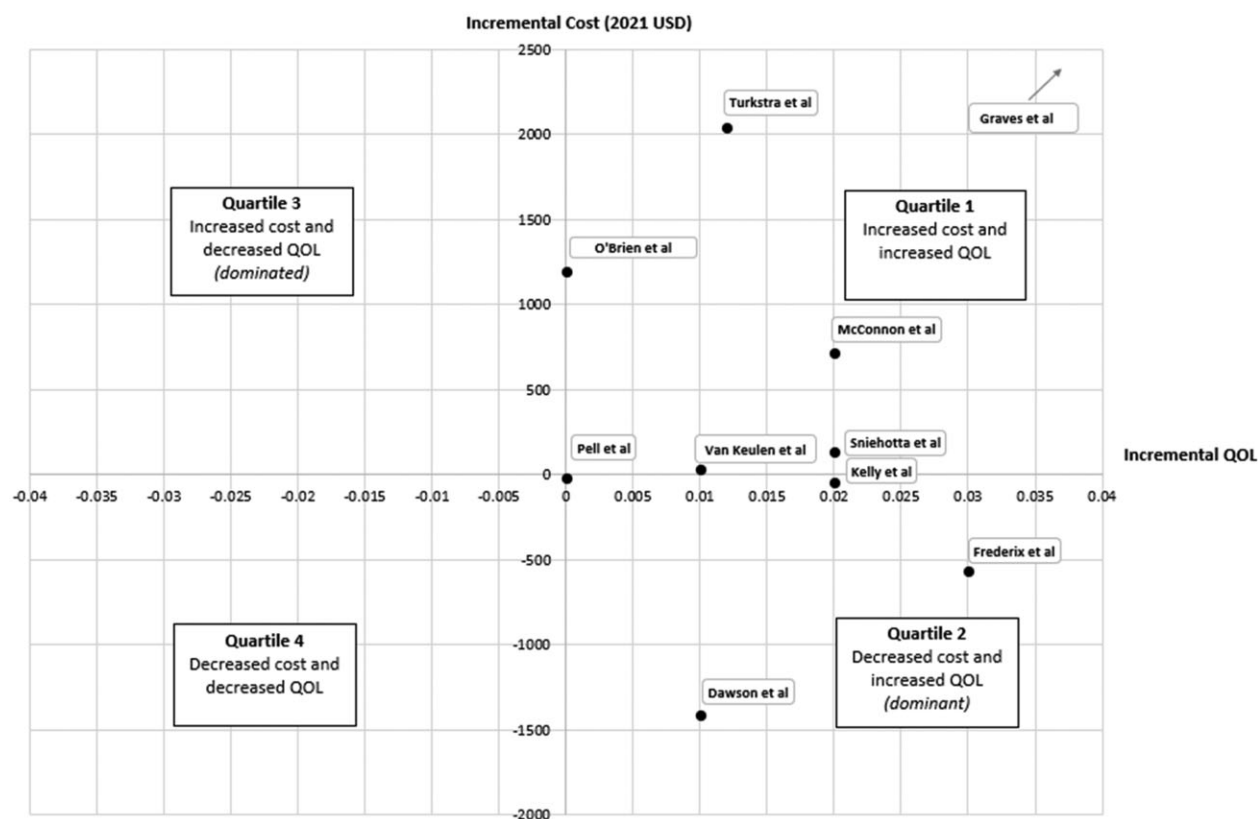 Incremental Cost (2021 USD)
2500
Turkstra et al
Graves et al
2000
Quartile 3
Increased cost and
decreased QOL
(dominated)
Quartile 1
Increased cost and
increased QOL
1500
O'Brien et al
1000
McConnon et al
500
Pell et al
Van Keulen et al
Sniehotta et al
Kelly et al
Incremental QOL
0
-0.04 -0.035 -0.03 -0.025 -0.02 -0.015 -0.01 -0.005 0 0.005 0.01 0.015 0.02 0.025 0.03 0.035 0.04
-500
Frederix et al
Quartile 4
Decreased cost and
decreased QOL
Quartile 2
Decreased cost and
increased QOL
(dominant)
-1000
Dawson et al
-1500
-2000